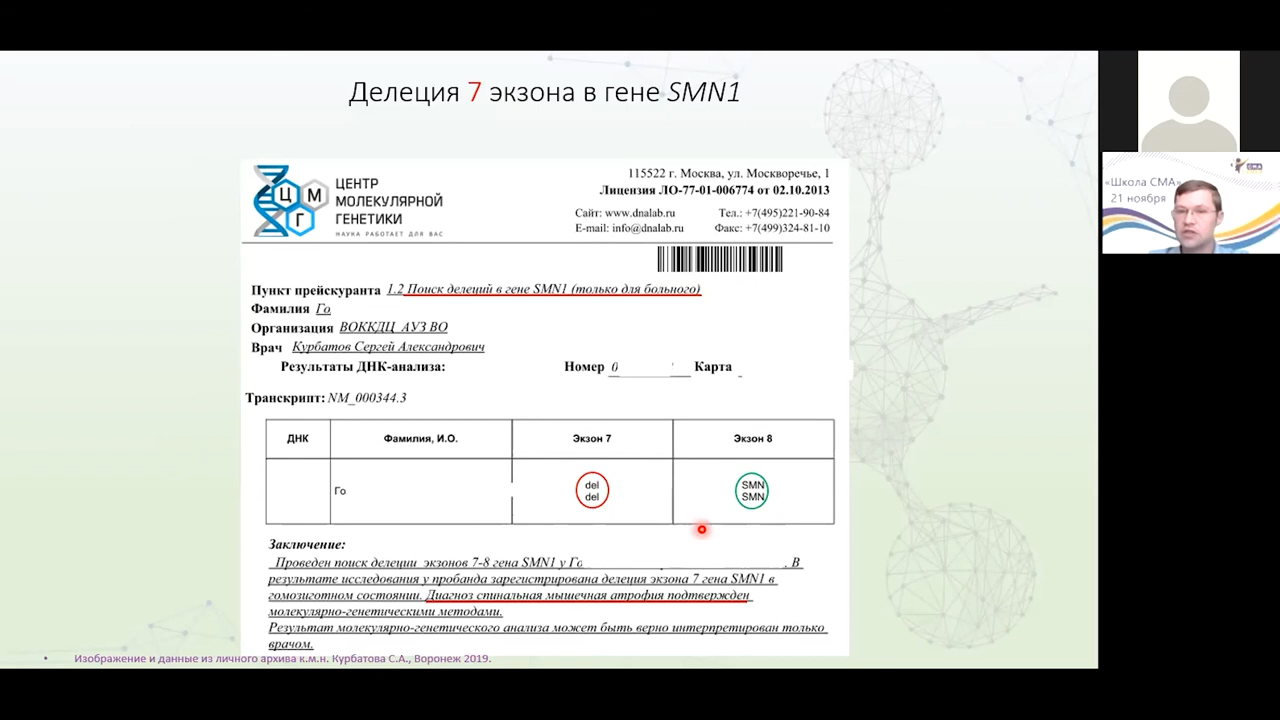 Делеция 7 экзона в гене SMN1
ЦМГ
ЦЕНТР
МОЛЕКУЛЯРНОЙ
ГЕНЕТИКИ
НАУКА РАБОТАЕТ ДЛЯ ВАС
115522 г. Москва, ул. Москворечье, 1
Лицензия ЛО-77-01-006774 от 02.10.2013
Сайт: www.dnalab.ru Тел.: +7(495)221-90-84
E-mail: info@dnalab.ru Факс: +7(499)324-81-10
Пункт прейскуранта 1.2 Поиск делеций в гене SMN1 (только для больного)
Фамилия Го
Организация ВОККДЦ АУЗ ВО
Врач Курбатов Сергей Александрович
Результаты ДНК-анализа: Номер 0 Карта
Транскрипт: NM_000344.3
ДНК Фамилия, И.О. Экзон 7 Экзон 8
Го
del
del
SMN
SMN
Заключение:
Проведен поиск делеции экзонов 7-8 гена SMN1 у Го . В
результате исследования у пробанда зарегистрирована делеция экзона 7 гена SMN1 в
гомозиготном состоянии. Диагноз спинальная мышечная атрофия подтвержден
молекулярно-генетическими методами.
Результат молекулярно-генетического анализа может быть верно интерпретирован только
врачом.
• Изображение и данные из личного архива к.м.н. Курбатова С.А., Воронеж 2019.
СМА
«Школа СМА»
21 ноября